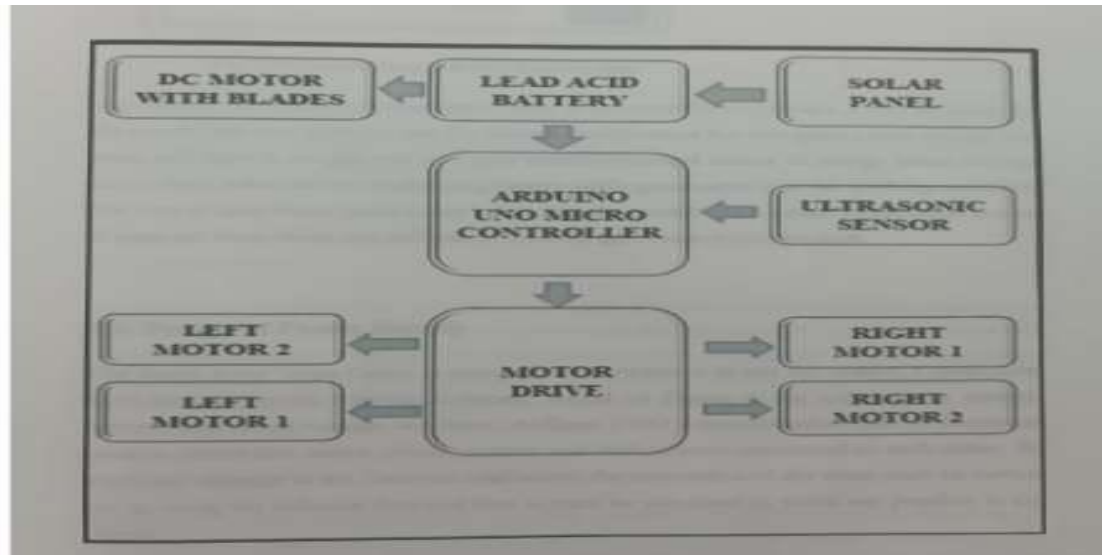 DC MOTOR
WITH BLADES
LEAD ACID
BATTERY
SOLAR
PANEL
ARDUINO
UNO MICRO
CONTROLLER
ULTRASONIC
SENSOR
LEFT
MOTOR 2
LEFT
MOTOR 1
MOTOR
DRIVE
RIGHT
MOTOR 1
RIGHT
MOTOR 2